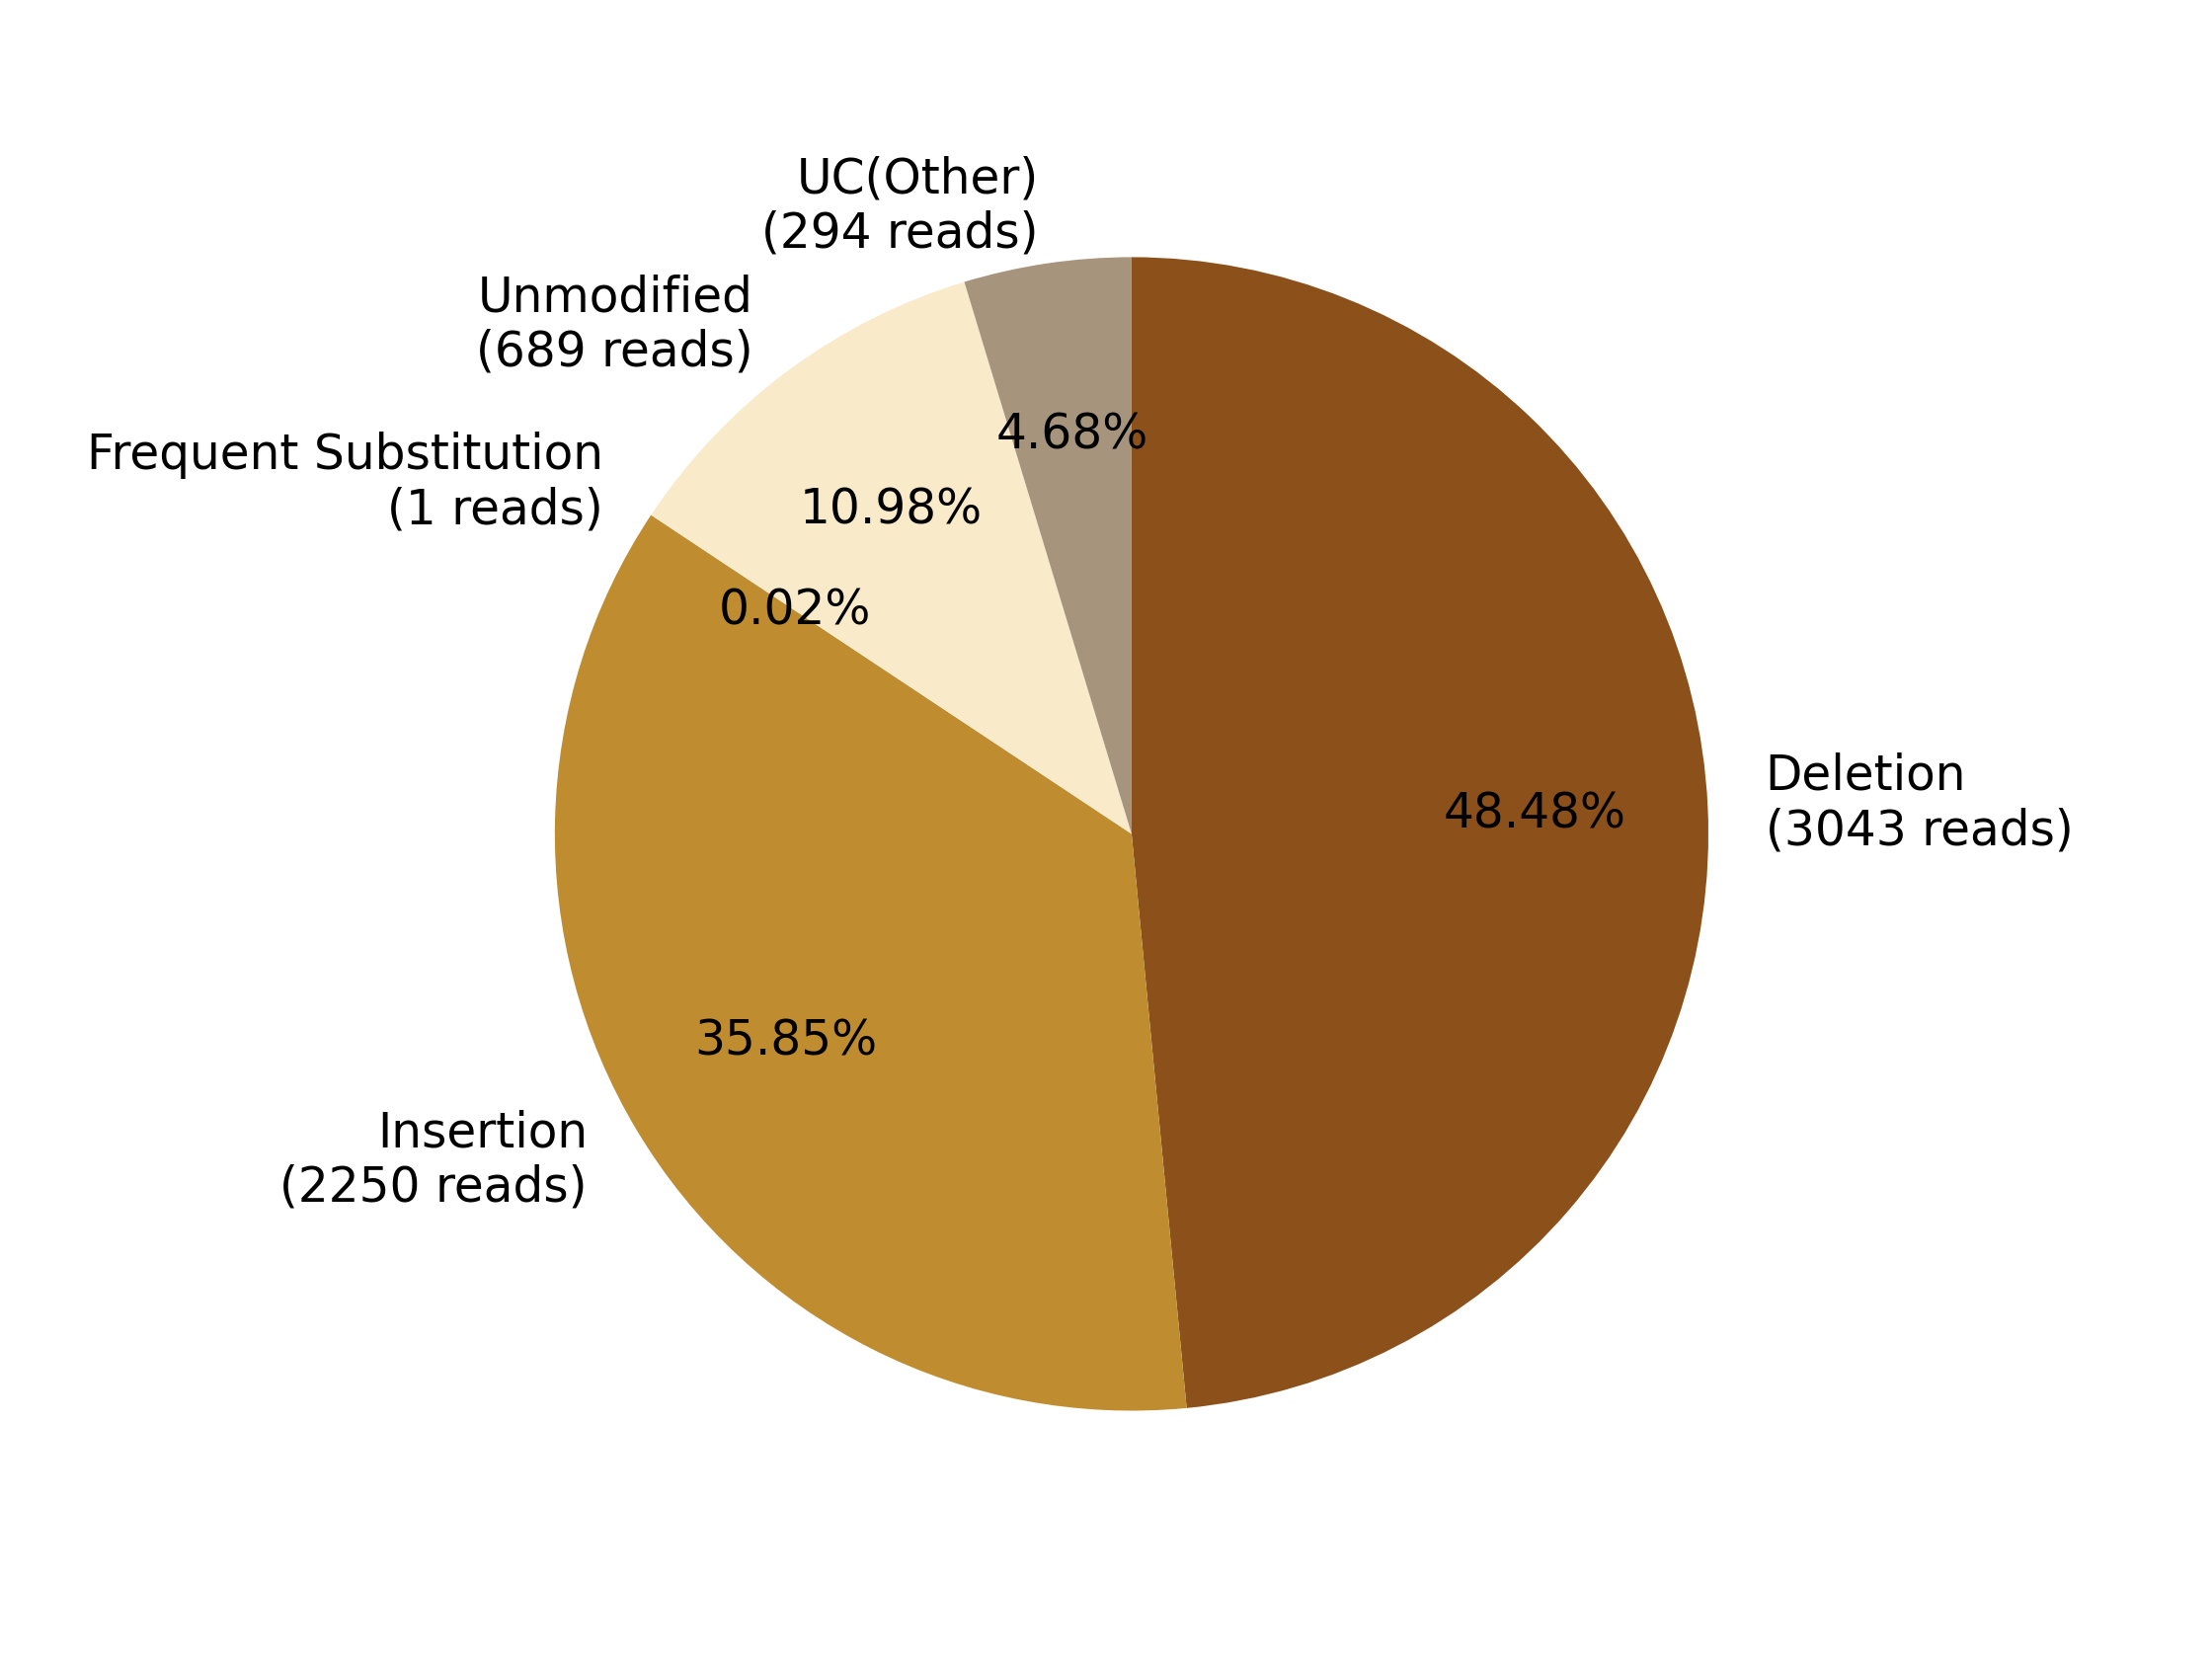 UC(Other)
(294 reads)
Unmodified
(689 reads)
4.68%
Frequent Substitution
(1 reads)
10.98%
0.02%
Deletion
(3043 reads)
48.48%
35.85%
Insertion
(2250 reads)